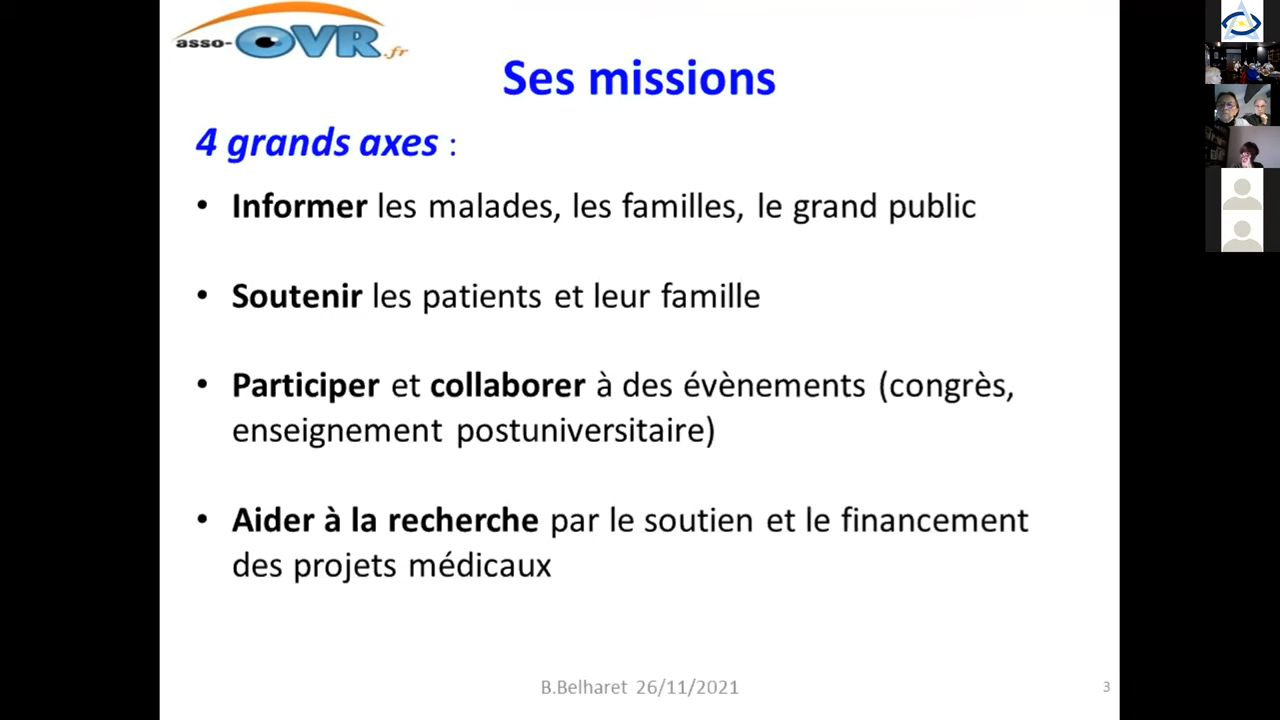 asso-OVR.fr
Ses missions
4 grands axes :
• Informer les malades, les familles, le grand public
• Soutenir les patients et leur famille
• Participer et collaborer à des évènements (congrès,
enseignement postuniversitaire)
• Aider à la recherche par le soutien et le financement
des projets médicaux
B.Belharet 26/11/2021
3